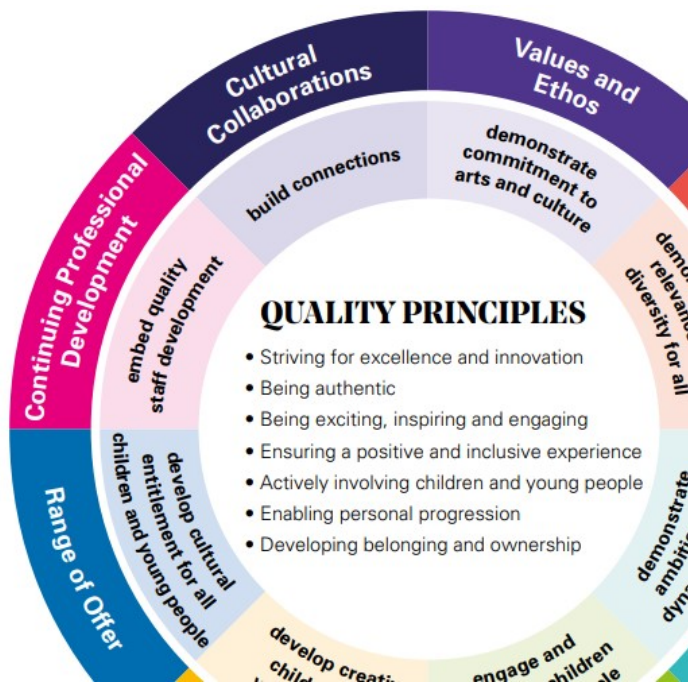 Cultural
Collaborations
Values and
Ethos
Continuing Professional
Development
Range of Offer
build connections
demonstrate
commitment to
arts and culture
embed quality
staff development
develop cultural
entitlement for all
children and young people
diversity for all
demonstrate
engage and
children
develop
QUALITY PRINCIPLES
• Striving for excellence and innovation
• Being authentic
• Being exciting, inspiring and engaging
• Ensuring a positive and inclusive experience
• Actively involving children and young people
• Enabling personal progression
• Developing belonging and ownership